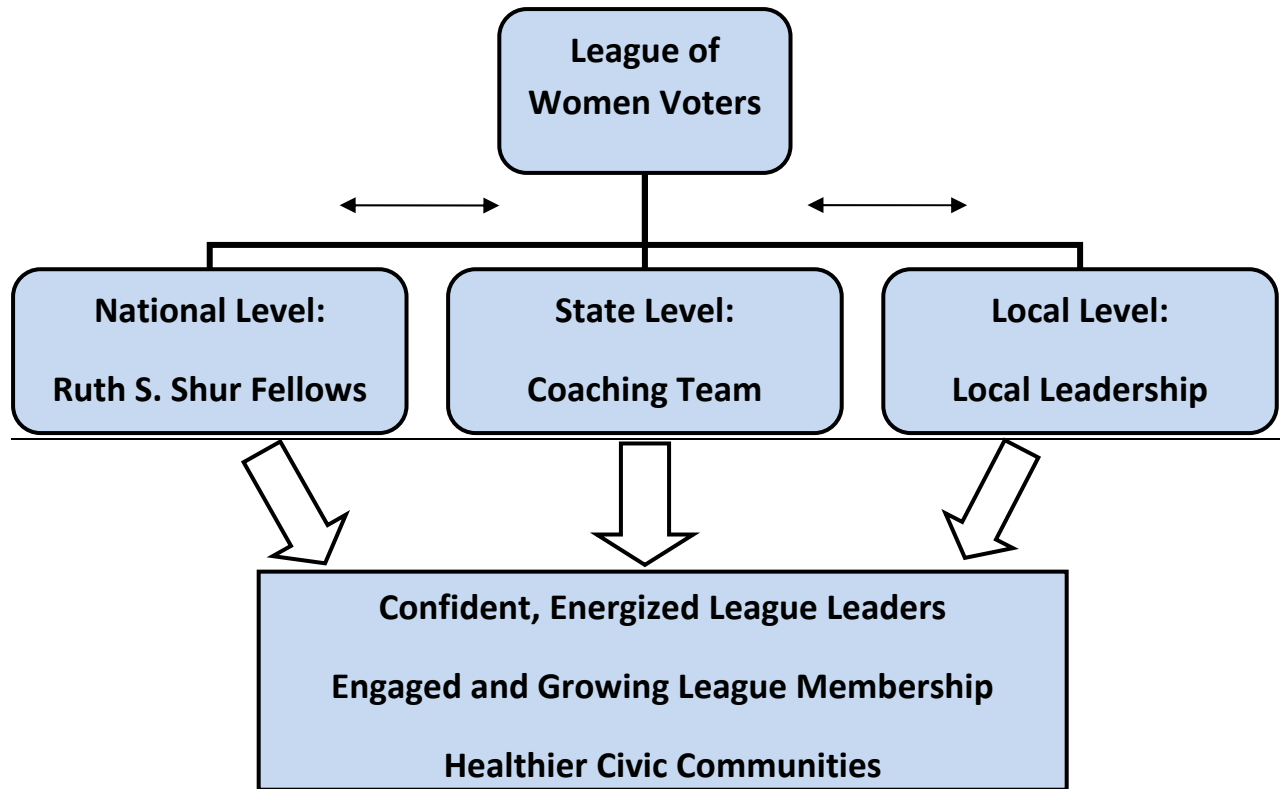 League of
Women Voters
National Level:
Ruth S. Shur Fellows
State Level:
Coaching Team
Local Level:
Local Leadership
Confident, Energized League Leaders
Engaged and Growing League Membership
Healthier Civic Communities